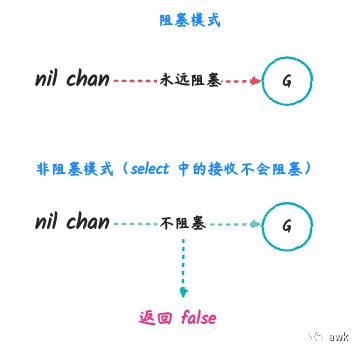 阻塞模式
nil chan 永远阻塞 G
非阻塞模式（select 中的接收不会阻塞）
nil chan 不阻塞 G
返回 false
awk